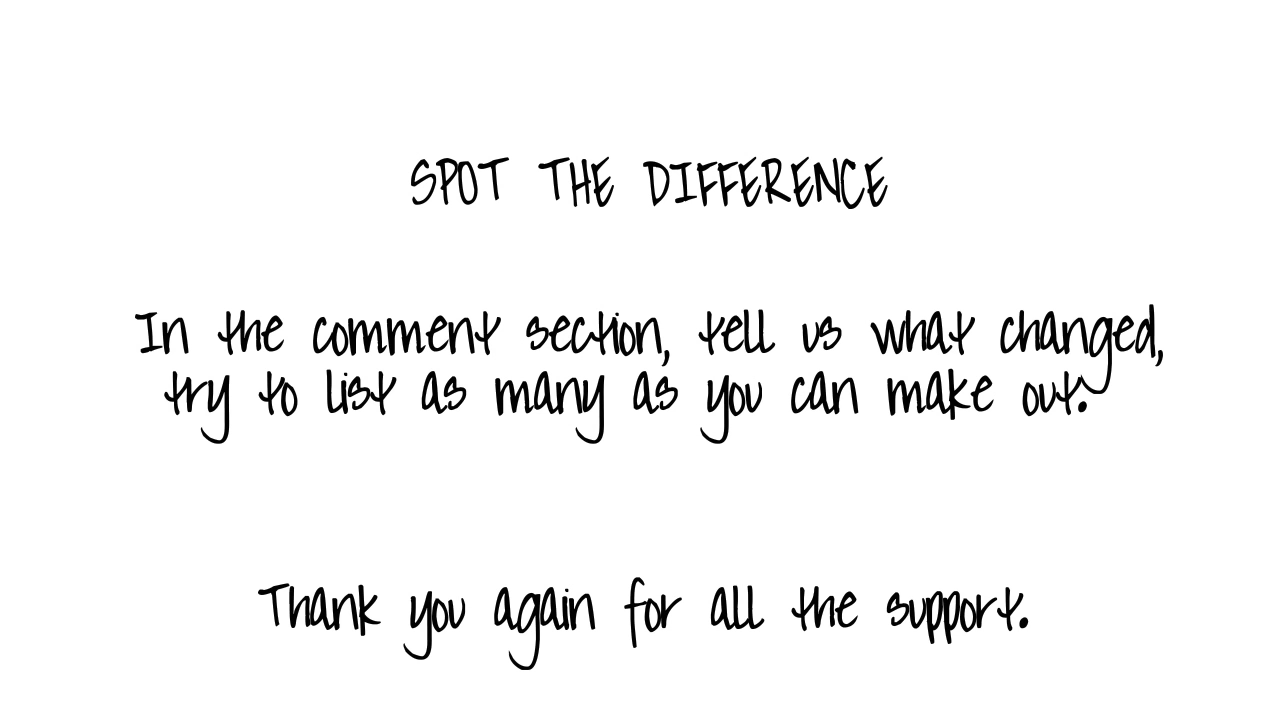 SPOT THE DIFFERENCE
In the comment section, tell us what changed,
try to list as many as you can make out.
Thank you again for all the support.